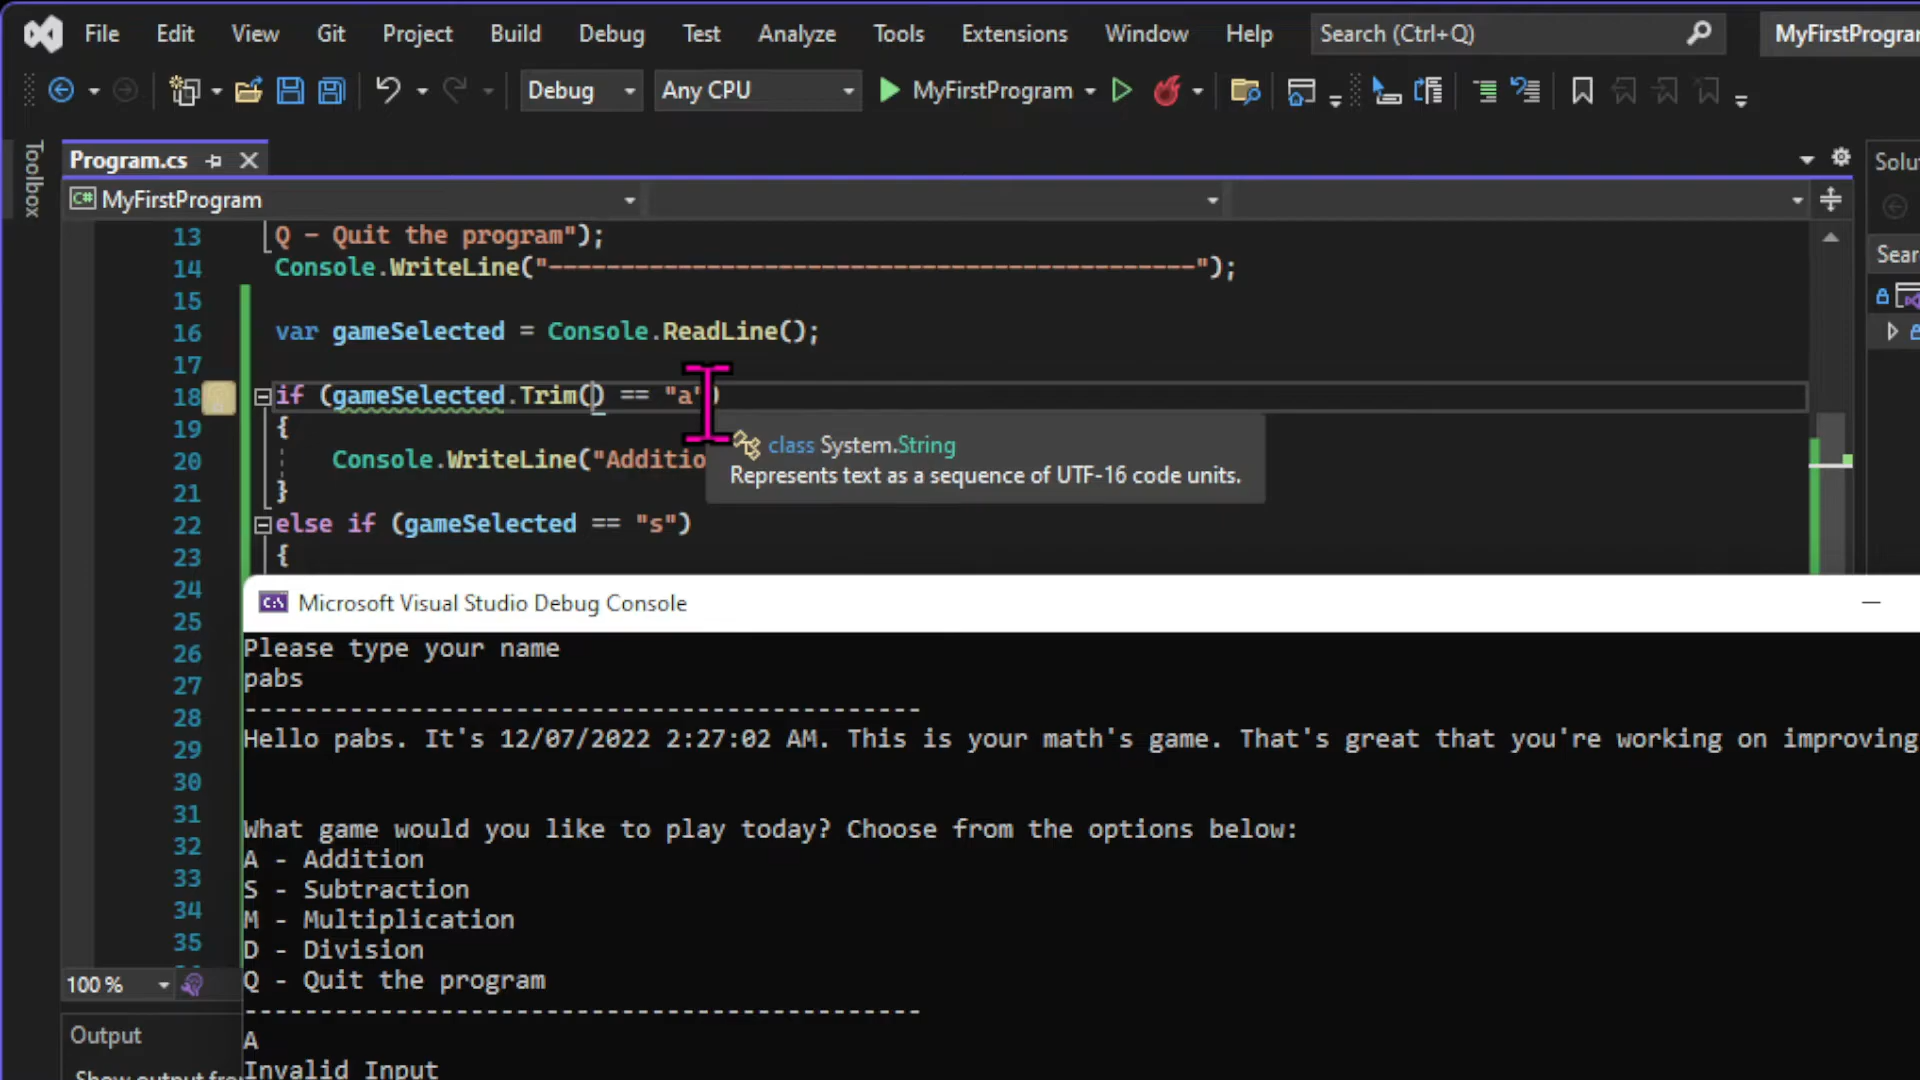 File Edit View Git Project Build Debug Test Analyze Tools Extensions Window Help Search (Ctrl+Q) MyFirstProgram
Debug Any CPU MyFirstProgram
Toolbox
Program.cs
C# MyFirstProgram
13 Q - Quit the program");
14 Console.WriteLine("---------------------------------------------");
15
16 var gameSelected = Console.ReadLine();
17
18 if (gameSelected.Trim() == "a")
19 {
20 Console.WriteLine("Additio
class System.String
Represents text as a sequence of UTF-16 code units.
21 }
22 else if (gameSelected == "s")
23 {
24
25
26
27
28
29
30
31
32
33
34
35
100 %
Output
Microsoft Visual Studio Debug Console
Please type your name
pabs
---------------------------------------------
Hello pabs. It's 12/07/2022 2:27:02 AM. This is your math's game. That's great that you're working on improving
What game would you like to play today? Choose from the options below:
A - Addition
S - Subtraction
M - Multiplication
D - Division
Q - Quit the program
---------------------------------------------
A
Invalid Input